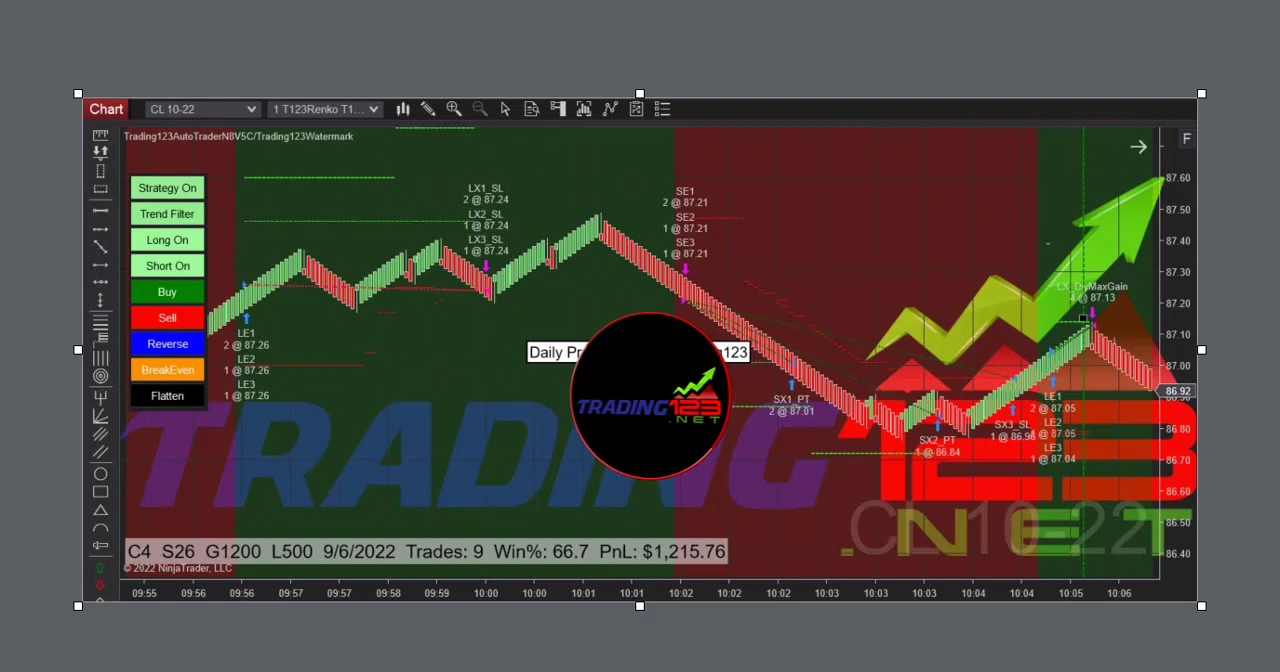 Chart
CL 10-22
1 T123Renko T1...
Trading123AutoTraderN8V5C/Trading123Watermark
F
Strategy On
Trend Filter
Long On
Short On
Buy
Sell
Reverse
BreakEven
Flatten
LE1
2 @ 87.26
LE2
1 @ 87.26
LE3
1 @ 87.26
LX1_SL
2 @ 87.24
LX2_SL
1 @ 87.24
LX3_SL
1 @ 87.24
SE1
2 @ 87.21
SE2
1 @ 87.21
SE3
1 @ 87.21
Daily Pr
123
TRADING123
.NET
SX1_PT
2 @ 87.01
SX2_PT
1 @ 86.84
SX3_SL
1 @ 86.96
LE1
2 @ 87.05
LE2
1 @ 87.05
LE3
1 @ 87.04
LX_DlyMaxGain
4 @ 87.13
87.60
87.50
87.40
87.30
87.20
87.10
87.00
86.92
86.80
86.70
86.60
86.50
86.40
TRADING123
.NET
CL 10-22
C4 S26 G1200 L500 9/6/2022 Trades: 9 Win%: 66.7 PnL: $1,215.76
© 2022 NinjaTrader, LLC
09:55 09:56 09:56 09:57 09:57 09:58 09:59 10:00 10:00 10:01 10:01 10:02 10:02 10:02 10:03 10:03 10:03 10:04 10:04 10:05 10:06